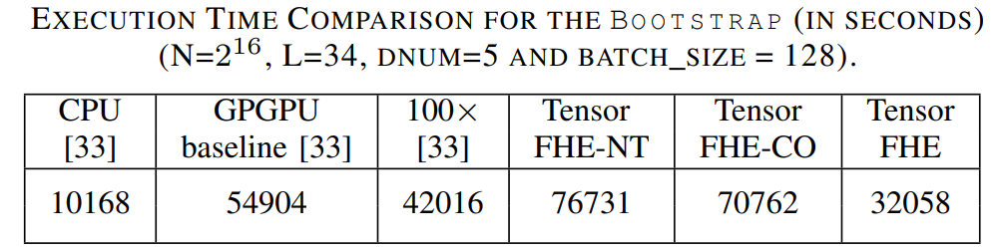 EXECUTION TIME COMPARISON FOR THE BOOTSTRAP (IN SECONDS)
(N=2^16, L=34, DNUM=5 AND BATCH_SIZE = 128).
CPU [33] GPGPU baseline [33] 100× [33] Tensor FHE-NT Tensor FHE-CO Tensor FHE
10168 54904 42016 76731 70762 32058